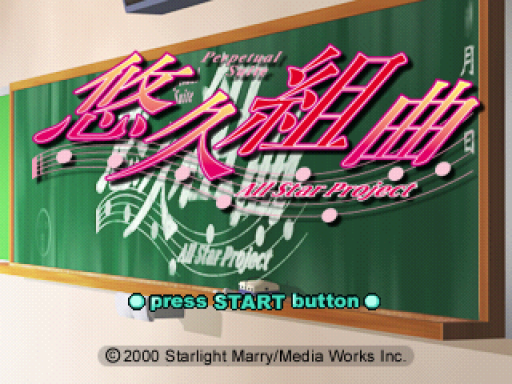 Perpetual
Suite
悠久組曲
All Star Project
All Star Project
月
日
press START button
© 2000 Starlight Marry/Media Works Inc.